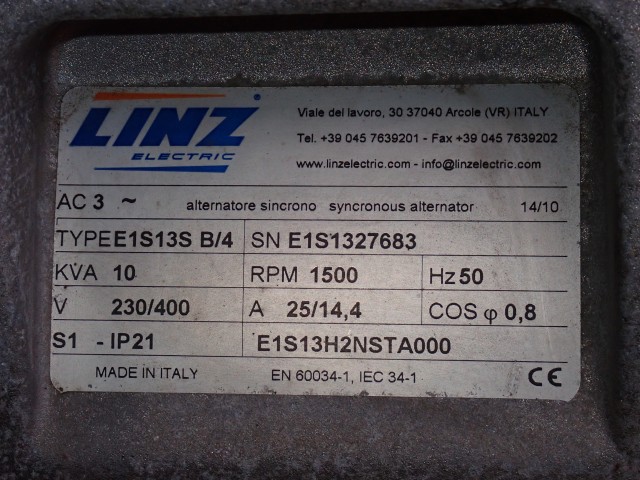 LINZ®
ELECTRIC
Viale del lavoro, 30 37040 Arcole (VR) ITALY
Tel. +39 045 7639201 - Fax +39 045 7639202
www.linzelectric.com - info@linzelectric.com
AC 3 ~ alternatore sincrono syncronous alternator 14/10
TYPE E1S13S B/4 SN E1S1327683
KVA 10 RPM 1500 Hz 50
V 230/400 A 25/14,4 COS φ 0,8
S1 - IP21 E1S13H2NSTA000
MADE IN ITALY EN 60034-1, IEC 34-1 CE